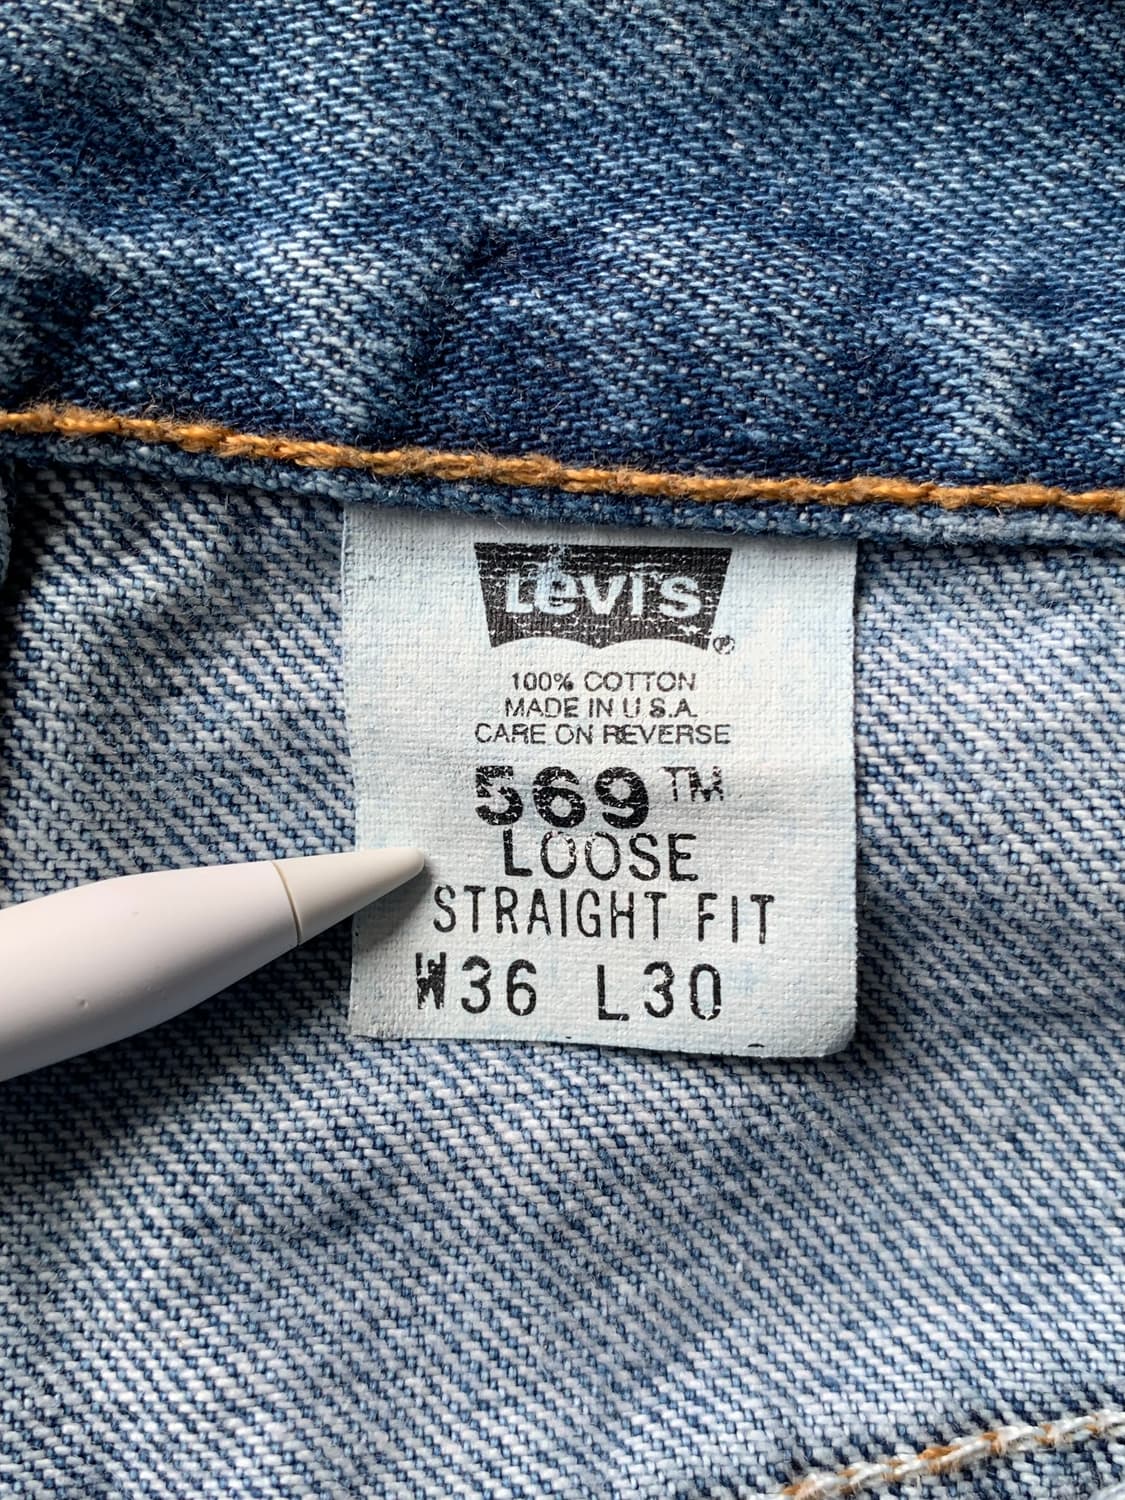 Levi's ®
100% COTTON
MADE IN U.S.A.
CARE ON REVERSE
569™
LOOSE
STRAIGHT FIT
W36 L30